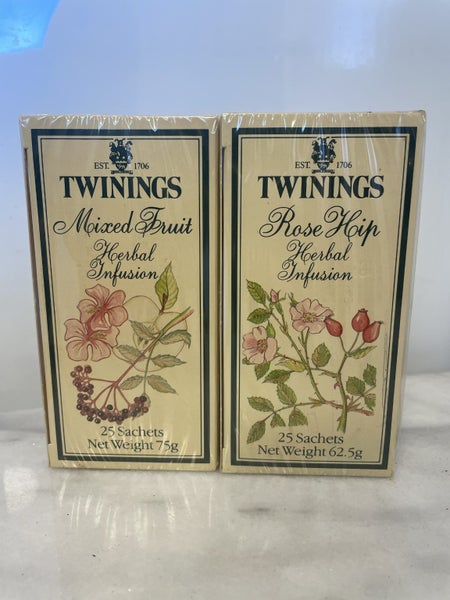 EST. 1706
TWININGS
Mixed Fruit
Herbal
Infusion
25 Sachets
Net Weight 75g
EST. 1706
TWININGS
Rose Hip
Herbal
Infusion
25 Sachets
Net Weight 62.5g